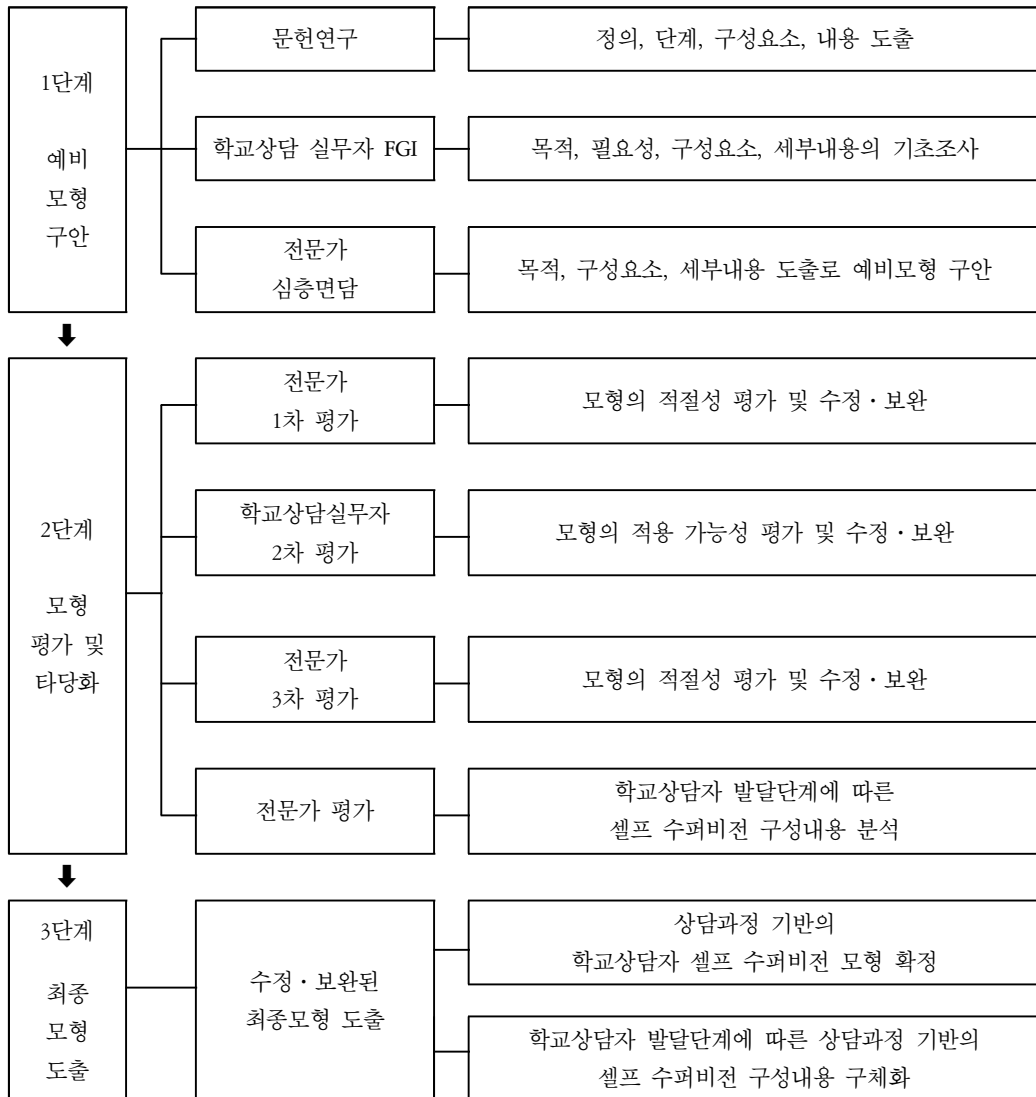 1단계
예비
모형
구안
문헌연구
정의, 단계, 구성요소, 내용 도출
학교상담 실무자 FGI
목적, 필요성, 구성요소, 세부내용의 기초조사
전문가
심층면담
목적, 구성요소, 세부내용 도출로 예비모형 구안
2단계
모형
평가 및
타당화
전문가
1차 평가
모형의 적절성 평가 및 수정・보완
학교상담실무자
2차 평가
모형의 적용 가능성 평가 및 수정・보완
전문가
3차 평가
모형의 적절성 평가 및 수정・보완
전문가 평가
학교상담자 발달단계에 따른
셀프 수퍼비전 구성내용 분석
3단계
최종
모형
도출
수정・보완된
최종모형 도출
상담과정 기반의
학교상담자 셀프 수퍼비전 모형 확정
학교상담자 발달단계에 따른 상담과정 기반의
셀프 수퍼비전 구성내용 구체화